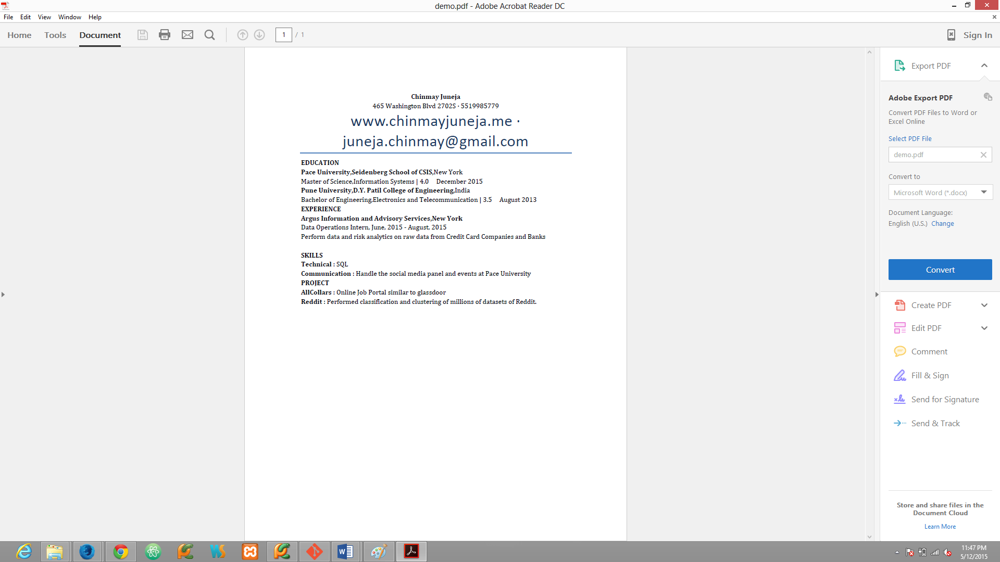 demo.pdf - Adobe Acrobat Reader DC
File Edit View Window Help
Home Tools Document 1 / 1 Sign In
Chinmay Juneja
465 Washington Blvd 2702S · 5519985779
www.chinmayjuneja.me ·
juneja.chinmay@gmail.com
EDUCATION
Pace University,Seidenberg School of CSIS,New York
Master of Science,Information Systems | 4.0 December 2015
Pune University,D.Y. Patil College of Engineering,India
Bachelor of Engineering,Electronics and Telecommunication | 3.5 August 2013
EXPERIENCE
Argus Information and Advisory Services,New York
Data Operations Intern, June, 2015 - August, 2015
Perform data and risk analytics on raw data from Credit Card Companies and Banks
SKILLS
Technical : SQL
Communication : Handle the social media panel and events at Pace University
PROJECT
AllCollars : Online Job Portal similar to glassdoor
Reddit : Performed classification and clustering of millions of datasets of Reddit.
Export PDF
Adobe Export PDF
Convert PDF Files to Word or
Excel Online
Select PDF File
demo.pdf
Convert to
Microsoft Word (*.docx)
Document Language:
English (U.S.) Change
Convert
Create PDF
Edit PDF
Comment
Fill & Sign
Send for Signature
Send & Track
Store and share files in the
Document Cloud
Learn More
11:47 PM
5/12/2015